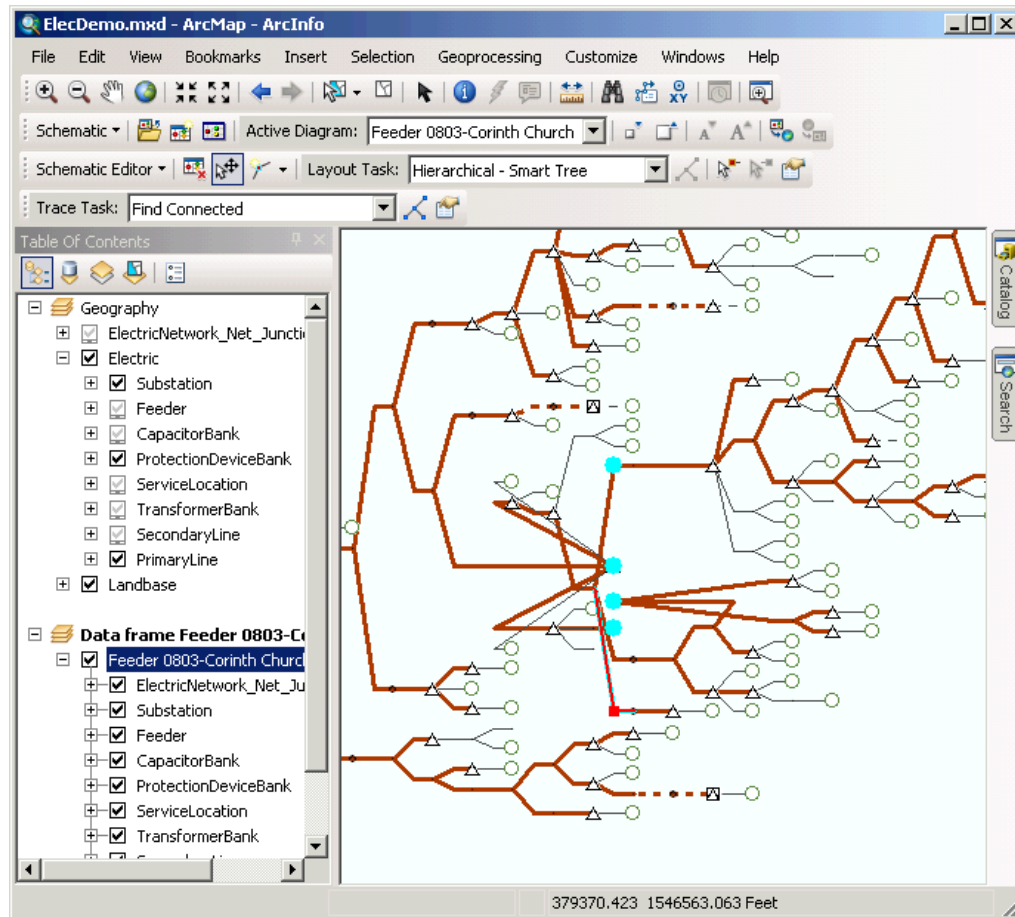 ElecDemo.mxd - ArcMap - ArcInfo
File Edit View Bookmarks Insert Selection Geoprocessing Customize Windows Help
XY
Schematic Active Diagram: Feeder 0803-Corinth Church A A
Schematic Editor Layout Task: Hierarchical - Smart Tree
Trace Task: Find Connected
Table Of Contents
Geography
ElectricNetwork_Net_Juncti
Electric
Substation
Feeder
CapacitorBank
ProtectionDeviceBank
ServiceLocation
TransformerBank
SecondaryLine
PrimaryLine
Landbase
Data frame Feeder 0803-C
Feeder 0803-Corinth Churc
ElectricNetwork_Net_Ju
Substation
Feeder
CapacitorBank
ProtectionDeviceBank
ServiceLocation
TransformerBank
Catalog
Search
379370.423 1546563.063 Feet